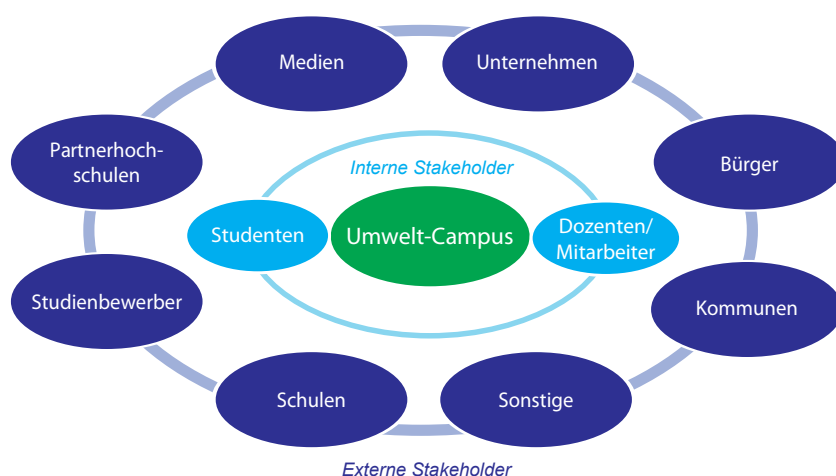 Medien
Unternehmen
Partnerhoch-
schulen
Interne Stakeholder
Bürger
Studenten
Umwelt-Campus
Dozenten/
Mitarbeiter
Studienbewerber
Kommunen
Schulen
Sonstige
Externe Stakeholder